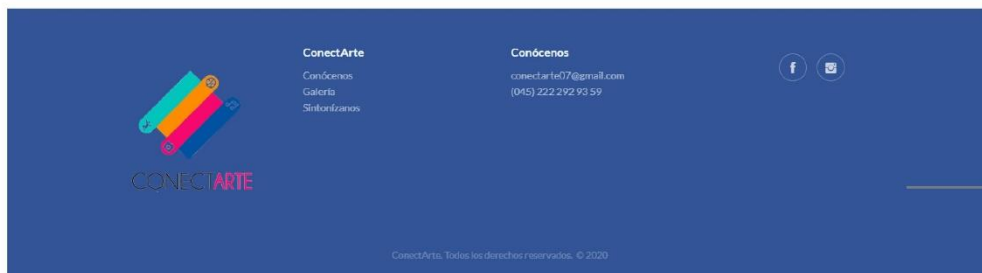 CONECTARTE
ConectArte
Conócenos
Galería
Sintonízanos
Conócenos
conectarte07@gmail.com
(045) 222 292 93 59
f
ConectArte. Todos los derechos reservados. © 2020